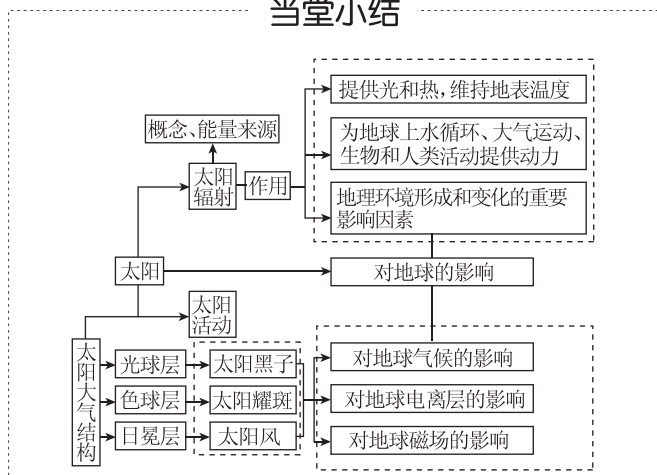 当堂小结
提供光和热,维持地表温度
概念、能量来源
为地球上水循环、大气运动、
生物和人类活动提供动力
太阳
辐射
作用
地理环境形成和变化的重要
影响因素
太阳
对地球的影响
太阳
活动
太阳大气结构
光球层
太阳黑子
对地球气候的影响
色球层
太阳耀斑
对地球电离层的影响
日冕层
太阳风
对地球磁场的影响